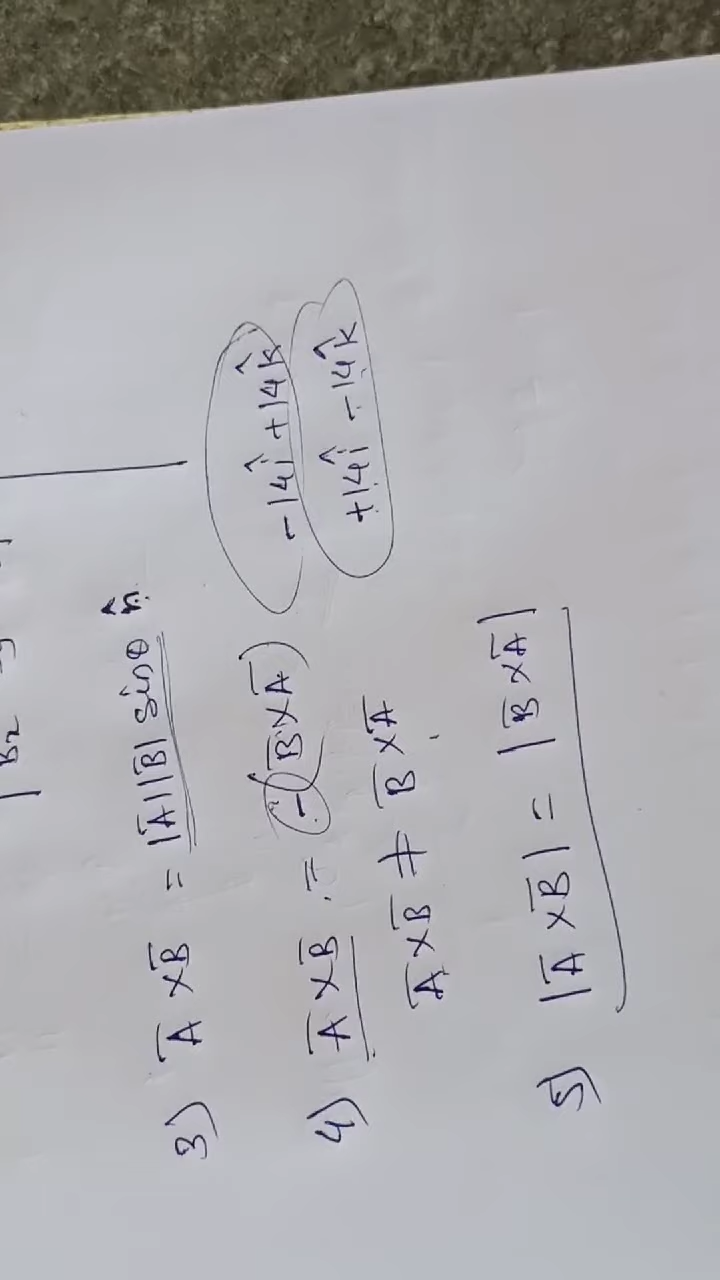 3) A̅ × B̅ = |A̅||B̅| sinθ n̂
4) A̅ × B̅ = -(B̅ × A̅) -14î + 14k̂
A̅ × B̅ ≠ B̅ × A̅ +14î - 14k̂
5) |A̅ × B̅| = |B̅ × A̅|